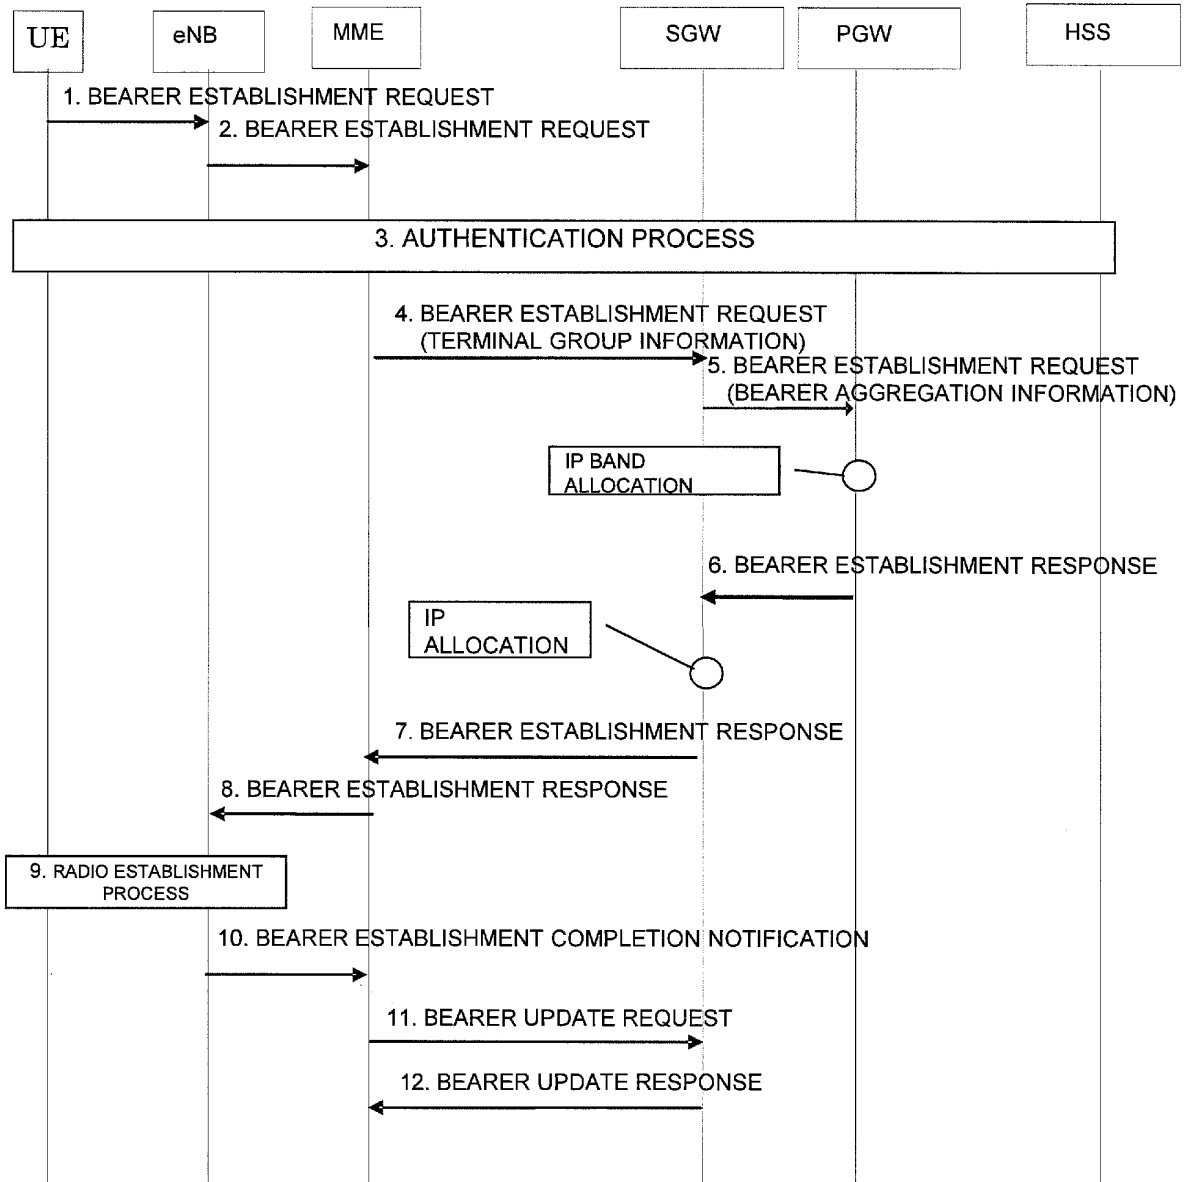 UE
eNB
MME
SGW
PGW
HSS
1. BEARER ESTABLISHMENT REQUEST
2. BEARER ESTABLISHMENT REQUEST
3. AUTHENTICATION PROCESS
4. BEARER ESTABLISHMENT REQUEST
(TERMINAL GROUP INFORMATION)
5. BEARER ESTABLISHMENT REQUEST
(BEARER AGGREGATION INFORMATION)
IP BAND
ALLOCATION
6. BEARER ESTABLISHMENT RESPONSE
IP
ALLOCATION
7. BEARER ESTABLISHMENT RESPONSE
8. BEARER ESTABLISHMENT RESPONSE
9. RADIO ESTABLISHMENT
PROCESS
10. BEARER ESTABLISHMENT COMPLETION NOTIFICATION
11. BEARER UPDATE REQUEST
12. BEARER UPDATE RESPONSE